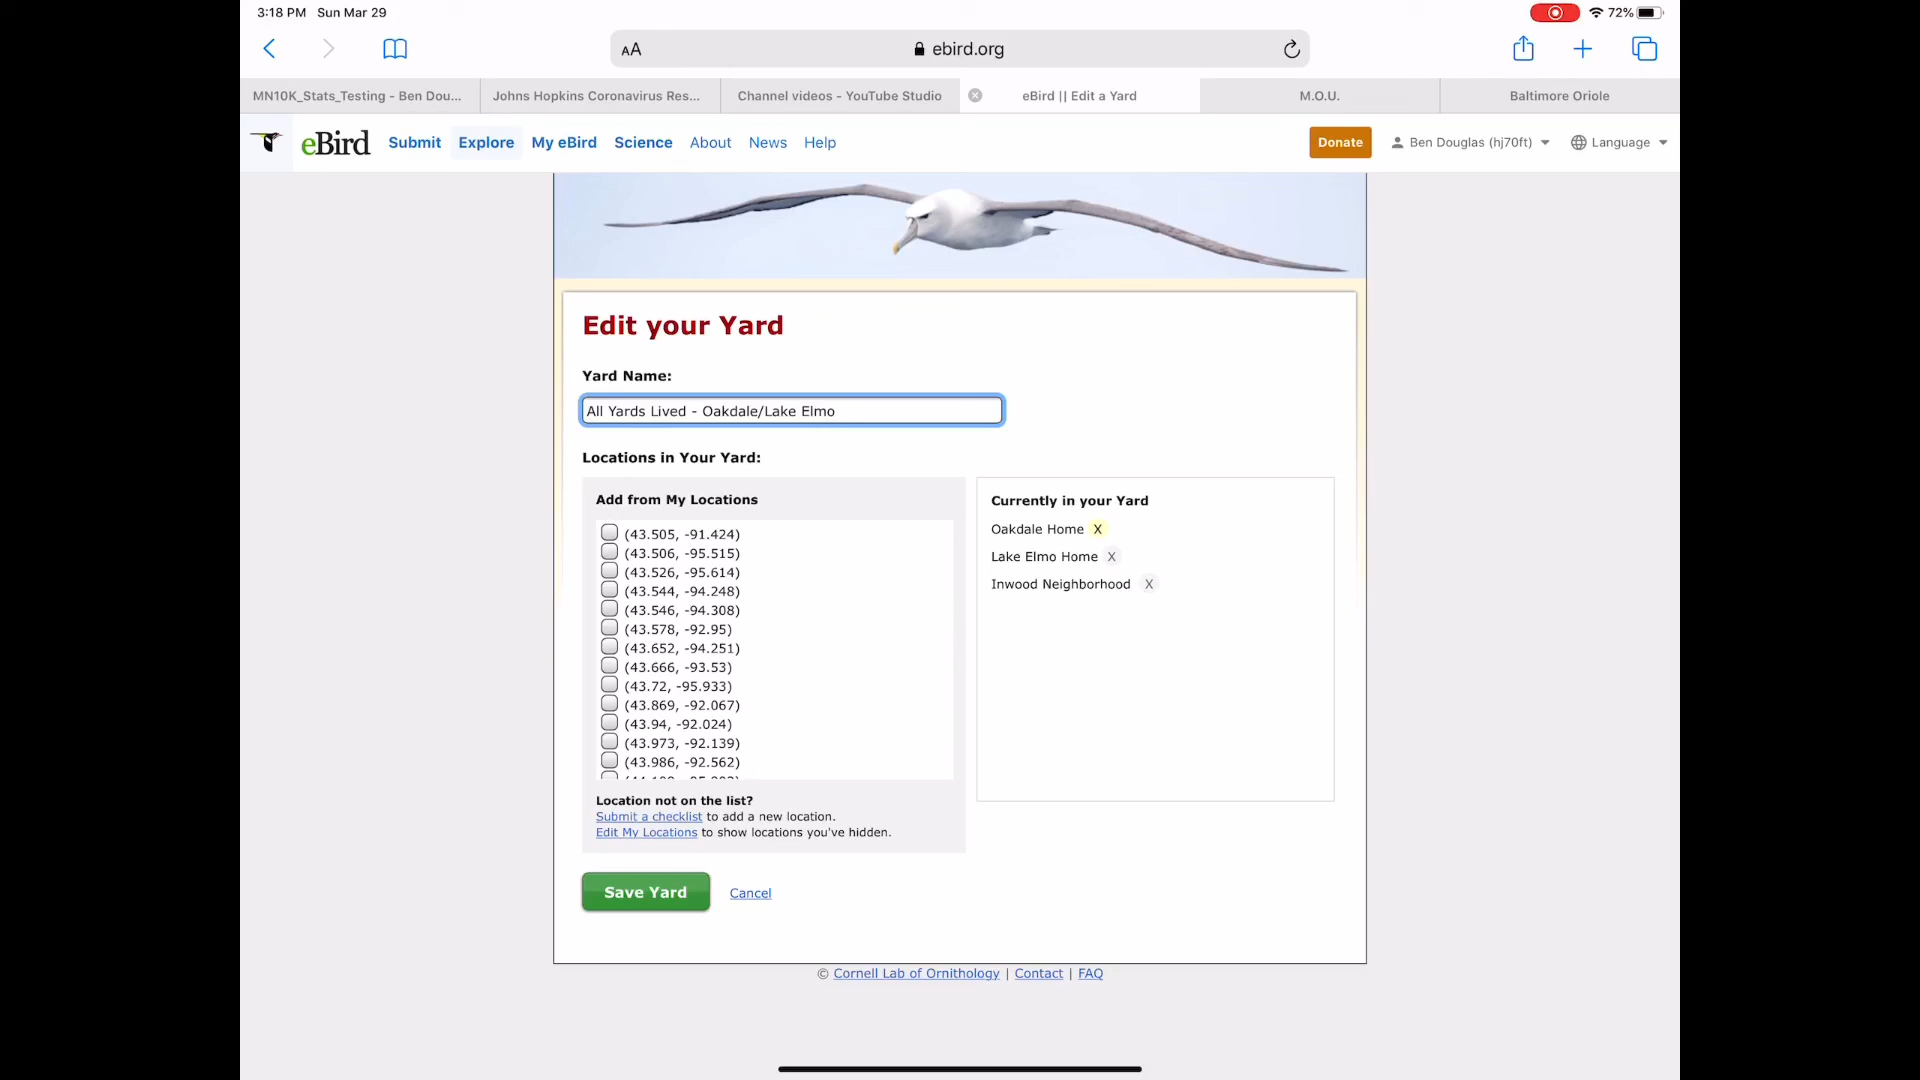 3:18 PM Sun Mar 29
72%
AA
ebird.org
MN10K_Stats_Testing - Ben Dou...
Johns Hopkins Coronavirus Res...
Channel videos - YouTube Studio
eBird || Edit a Yard
M.O.U.
Baltimore Oriole
eBird
Submit
Explore
My eBird
Science
About
News
Help
Donate
Ben Douglas (hj70ft)
Language
Edit your Yard
Yard Name:
All Yards Lived - Oakdale/Lake Elmo
Locations in Your Yard:
Add from My Locations
(43.505, -91.424)
(43.506, -95.515)
(43.526, -95.614)
(43.544, -94.248)
(43.546, -94.308)
(43.578, -92.95)
(43.652, -94.251)
(43.666, -93.53)
(43.72, -95.933)
(43.869, -92.067)
(43.94, -92.024)
(43.973, -92.139)
(43.986, -92.562)
Location not on the list?
Submit a checklist to add a new location.
Edit My Locations to show locations you've hidden.
Currently in your Yard
Oakdale Home X
Lake Elmo Home X
Inwood Neighborhood X
Save Yard
Cancel
© Cornell Lab of Ornithology | Contact | FAQ